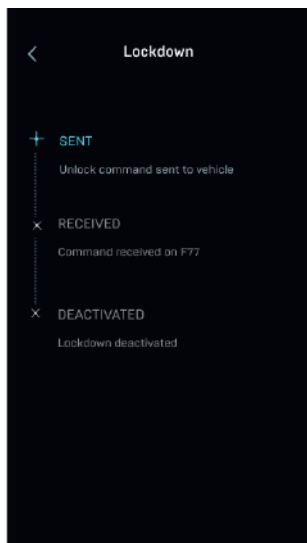 Lockdown
SENT
Unlock command sent to vehicle
RECEIVED
Command received on F77
DEACTIVATED
Lockdown deactivated